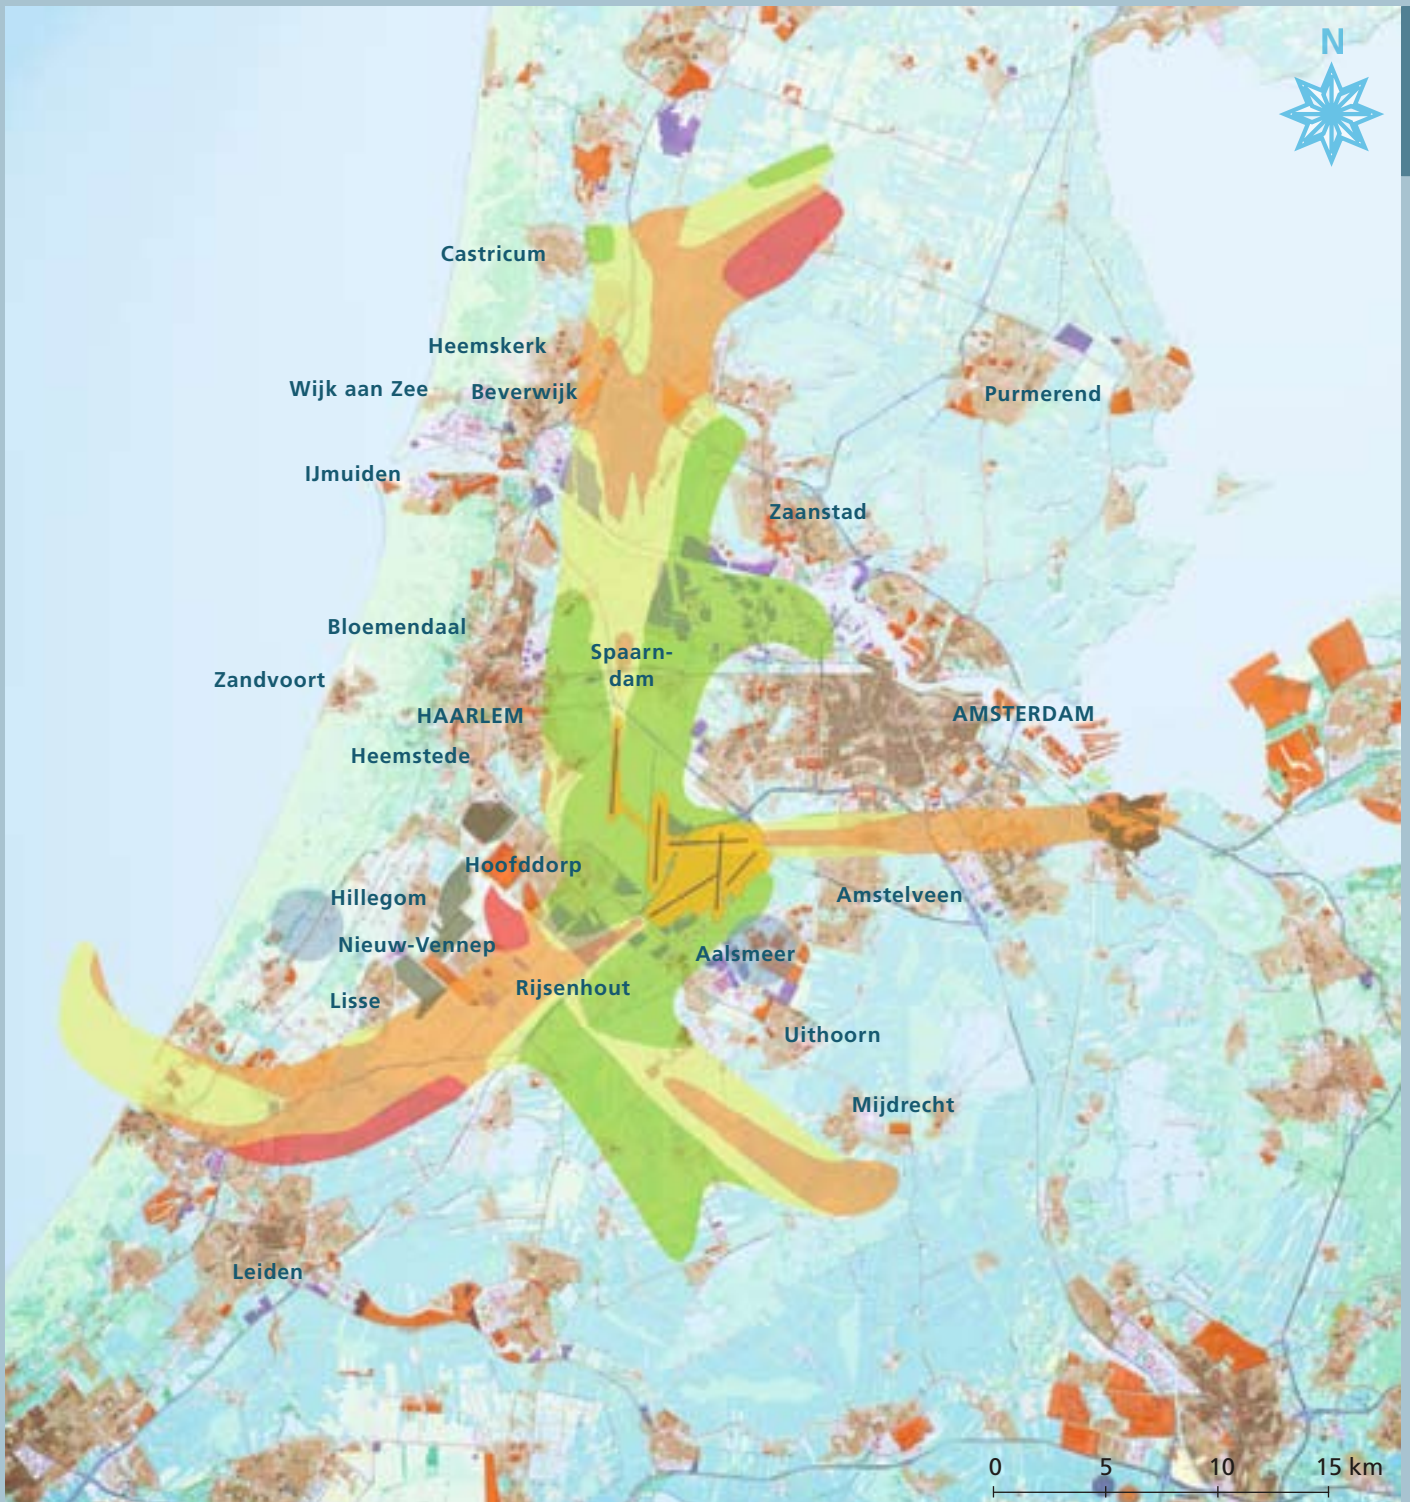 N
Castricum
Heemskerk
Wijk aan Zee
Beverwijk
Purmerend
IJmuiden
Zaanstad
Bloemendaal
Spaarn-
dam
Zandvoort
HAARLEM
AMSTERDAM
Heemstede
Hoofddorp
Hillegom
Amstelveen
Nieuw-Vennep
Aalsmeer
Rijsenhout
Lisse
Uithoorn
Mijdrecht
Leiden
0 5 10 15 km